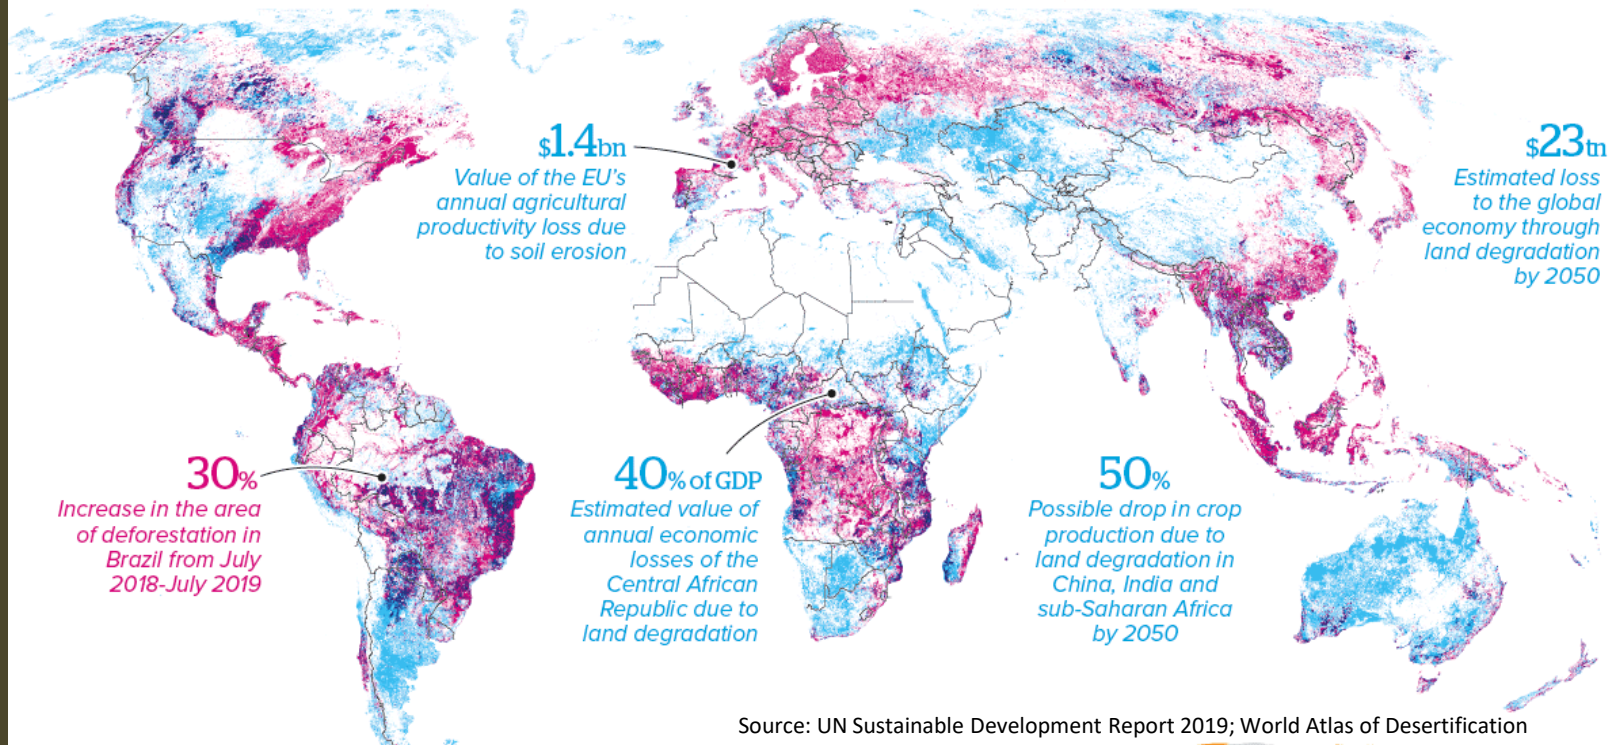 $1.4bn
Value of the EU's
annual agricultural
productivity loss due
to soil erosion
$23tn
Estimated loss
to the global
economy through
land degradation
by 2050
30%
Increase in the area
of deforestation in
Brazil from July
2018-July 2019
40% of GDP
Estimated value of
annual economic
losses of the
Central African
Republic due to
land degradation
50%
Possible drop in crop
production due to
land degradation in
China, India and
sub-Saharan Africa
by 2050
Source: UN Sustainable Development Report 2019; World Atlas of Desertification